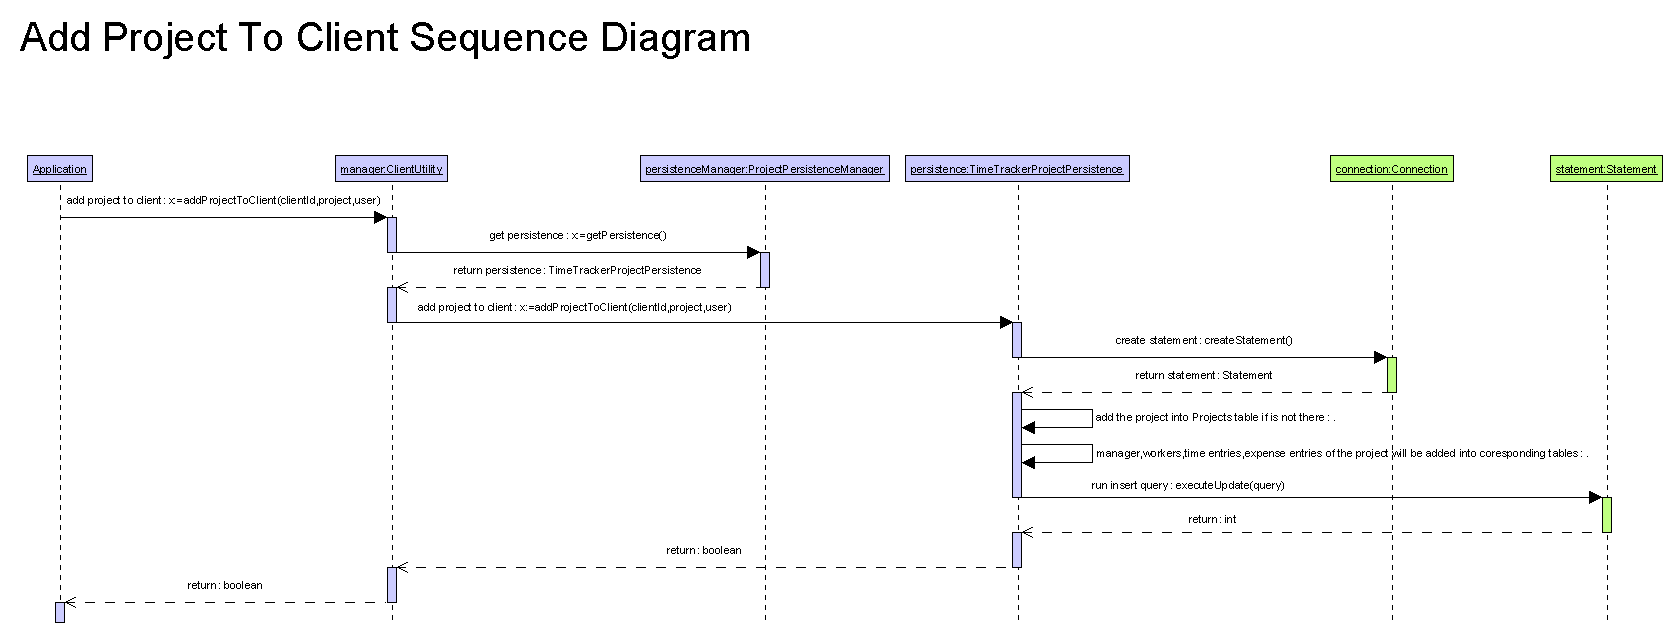 Add Project To Client Sequence Diagram
Application
manager:ClientUtility
persistenceManager:ProjectPersistenceManager
persistence:TimeTrackerProjectPersistence
connection:Connection
statement:Statement
add project to client : x:=addProjectToClient(clientId,project,user)
get persistence : x:=getPersistence()
return persistence : TimeTrackerProjectPersistence
add project to client : x:=addProjectToClient(clientId,project,user)
create statement : createStatement()
return statement : Statement
add the project into Projects table if is not there : .
manager,workers,time entries,expense entries of the project will be added into coresponding tables : .
run insert query : executeUpdate(query)
return : int
return : boolean
return : boolean